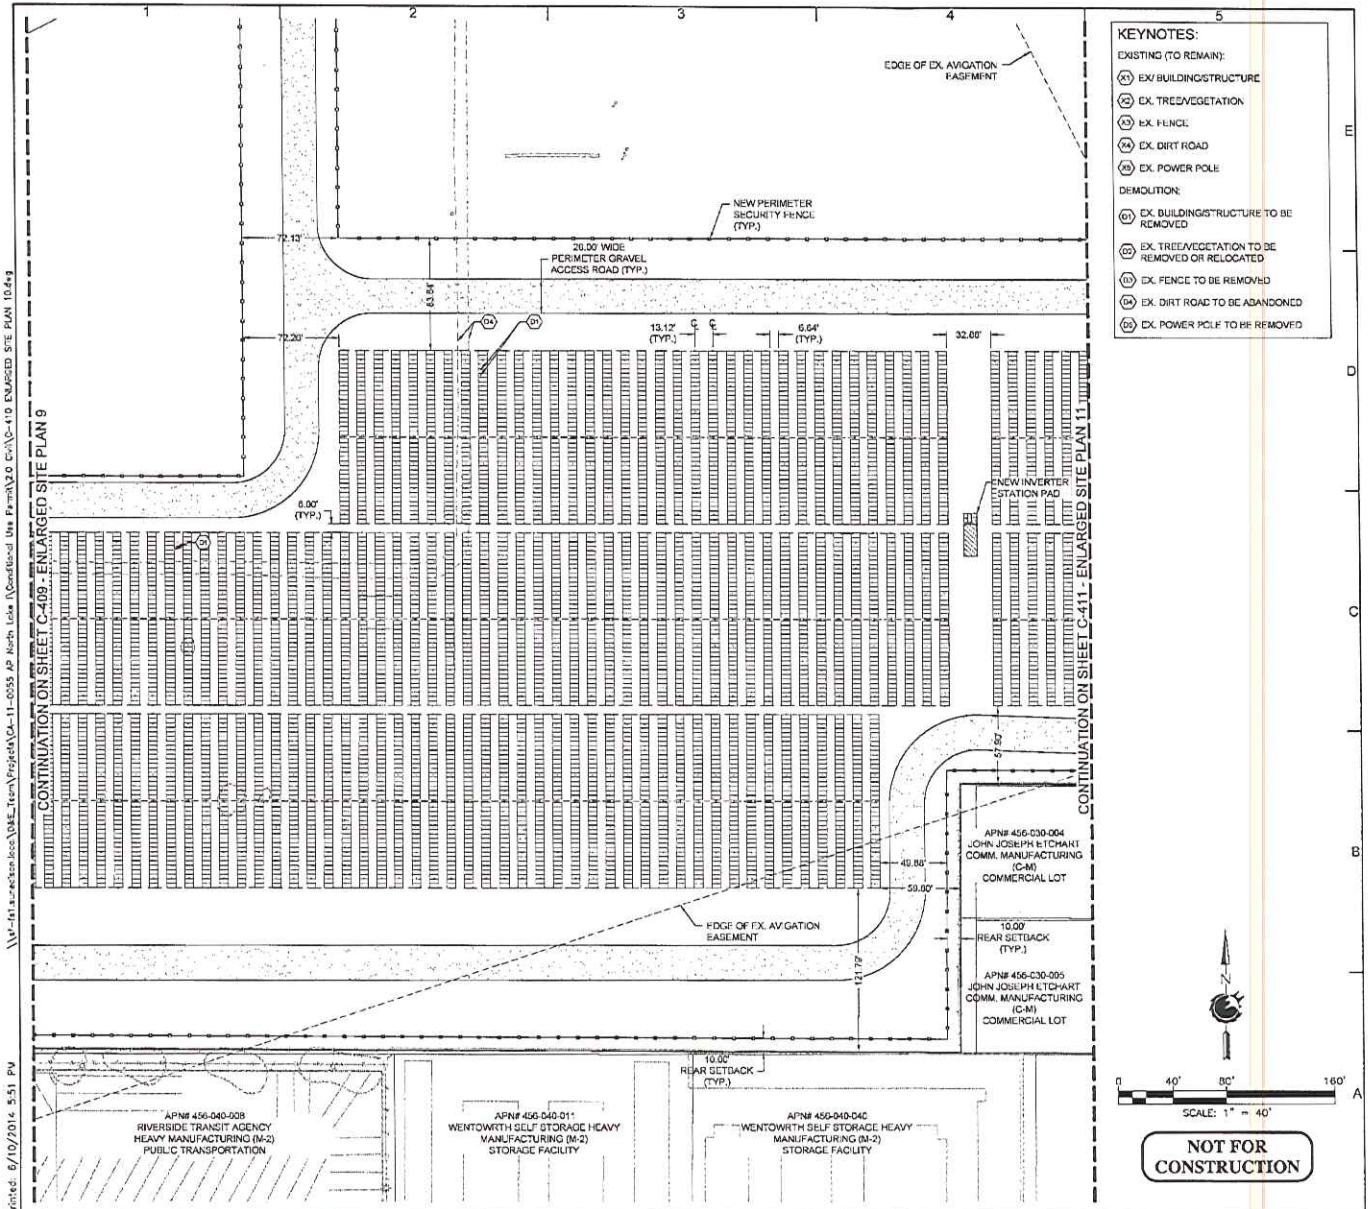 1 2 3 4 5
KEYNOTES:
EXISTING (TO REMAIN):
X1 EX/ BUILDING/STRUCTURE
X2 EX. TREE/VEGETATION
X3 EX. FENCE
X4 EX. DIRT ROAD
X5 EX. POWER POLE
DEMOLITION:
D1 EX. BUILDING/STRUCTURE TO BE
REMOVED
D2 EX. TREE/VEGETATION TO BE
REMOVED OR RELOCATED
D3 EX. FENCE TO BE REMOVED
D4 EX. DIRT ROAD TO BE ABANDONED
D5 EX. POWER POLE TO BE REMOVED
E
D
C
B
A
EDGE OF EX. AVIGATION
EASEMENT
NEW PERIMETER
SECURITY FENCE
(TYP.)
72.13'
20.00' WIDE
PERIMETER GRAVEL
ACCESS ROAD (TYP.)
83.84'
D4
D1
13.12'
(TYP.)
6.64'
(TYP.)
72.20'
NEW INVERTER
STATION PAD
(TYP.)
CONTINUATION ON SHEET C-409 - ENLARGED SITE PLAN 9
CONTINUATION ON SHEET C-411 - ENLARGED SITE PLAN 11
57.90'
APN# 456-030-004
JOHN JOSEPH ETCHART
COMM. MANUFACTURING
(C-M)
COMMERCIAL LOT
49.88'
59.80'
EDGE OF EX. AVIGATION
EASEMENT
10.00'
REAR SETBACK
(TYP.)
121.79'
APN# 456-030-005
JOHN JOSEPH ETCHART
COMM. MANUFACTURING
(C-M)
COMMERCIAL LOT
10.00'
REAR SETBACK
(TYP.)
APN# 456-040-008
RIVERSIDE TRANSIT AGENCY
HEAVY MANUFACTURING (M-2)
PUBLIC TRANSPORTATION
APN# 456-040-011
WENTOWRTH SELF STORAGE HEAVY
MANUFACTURING (M-2)
STORAGE FACILITY
APN# 456-040-040
WENTOWRTH SELF STORAGE HEAVY
MANUFACTURING (M-2)
STORAGE FACILITY
N
0 40' 80' 160'
SCALE: 1" = 40'
NOT FOR
CONSTRUCTION
rinted: 6/10/2014 5:51 PM